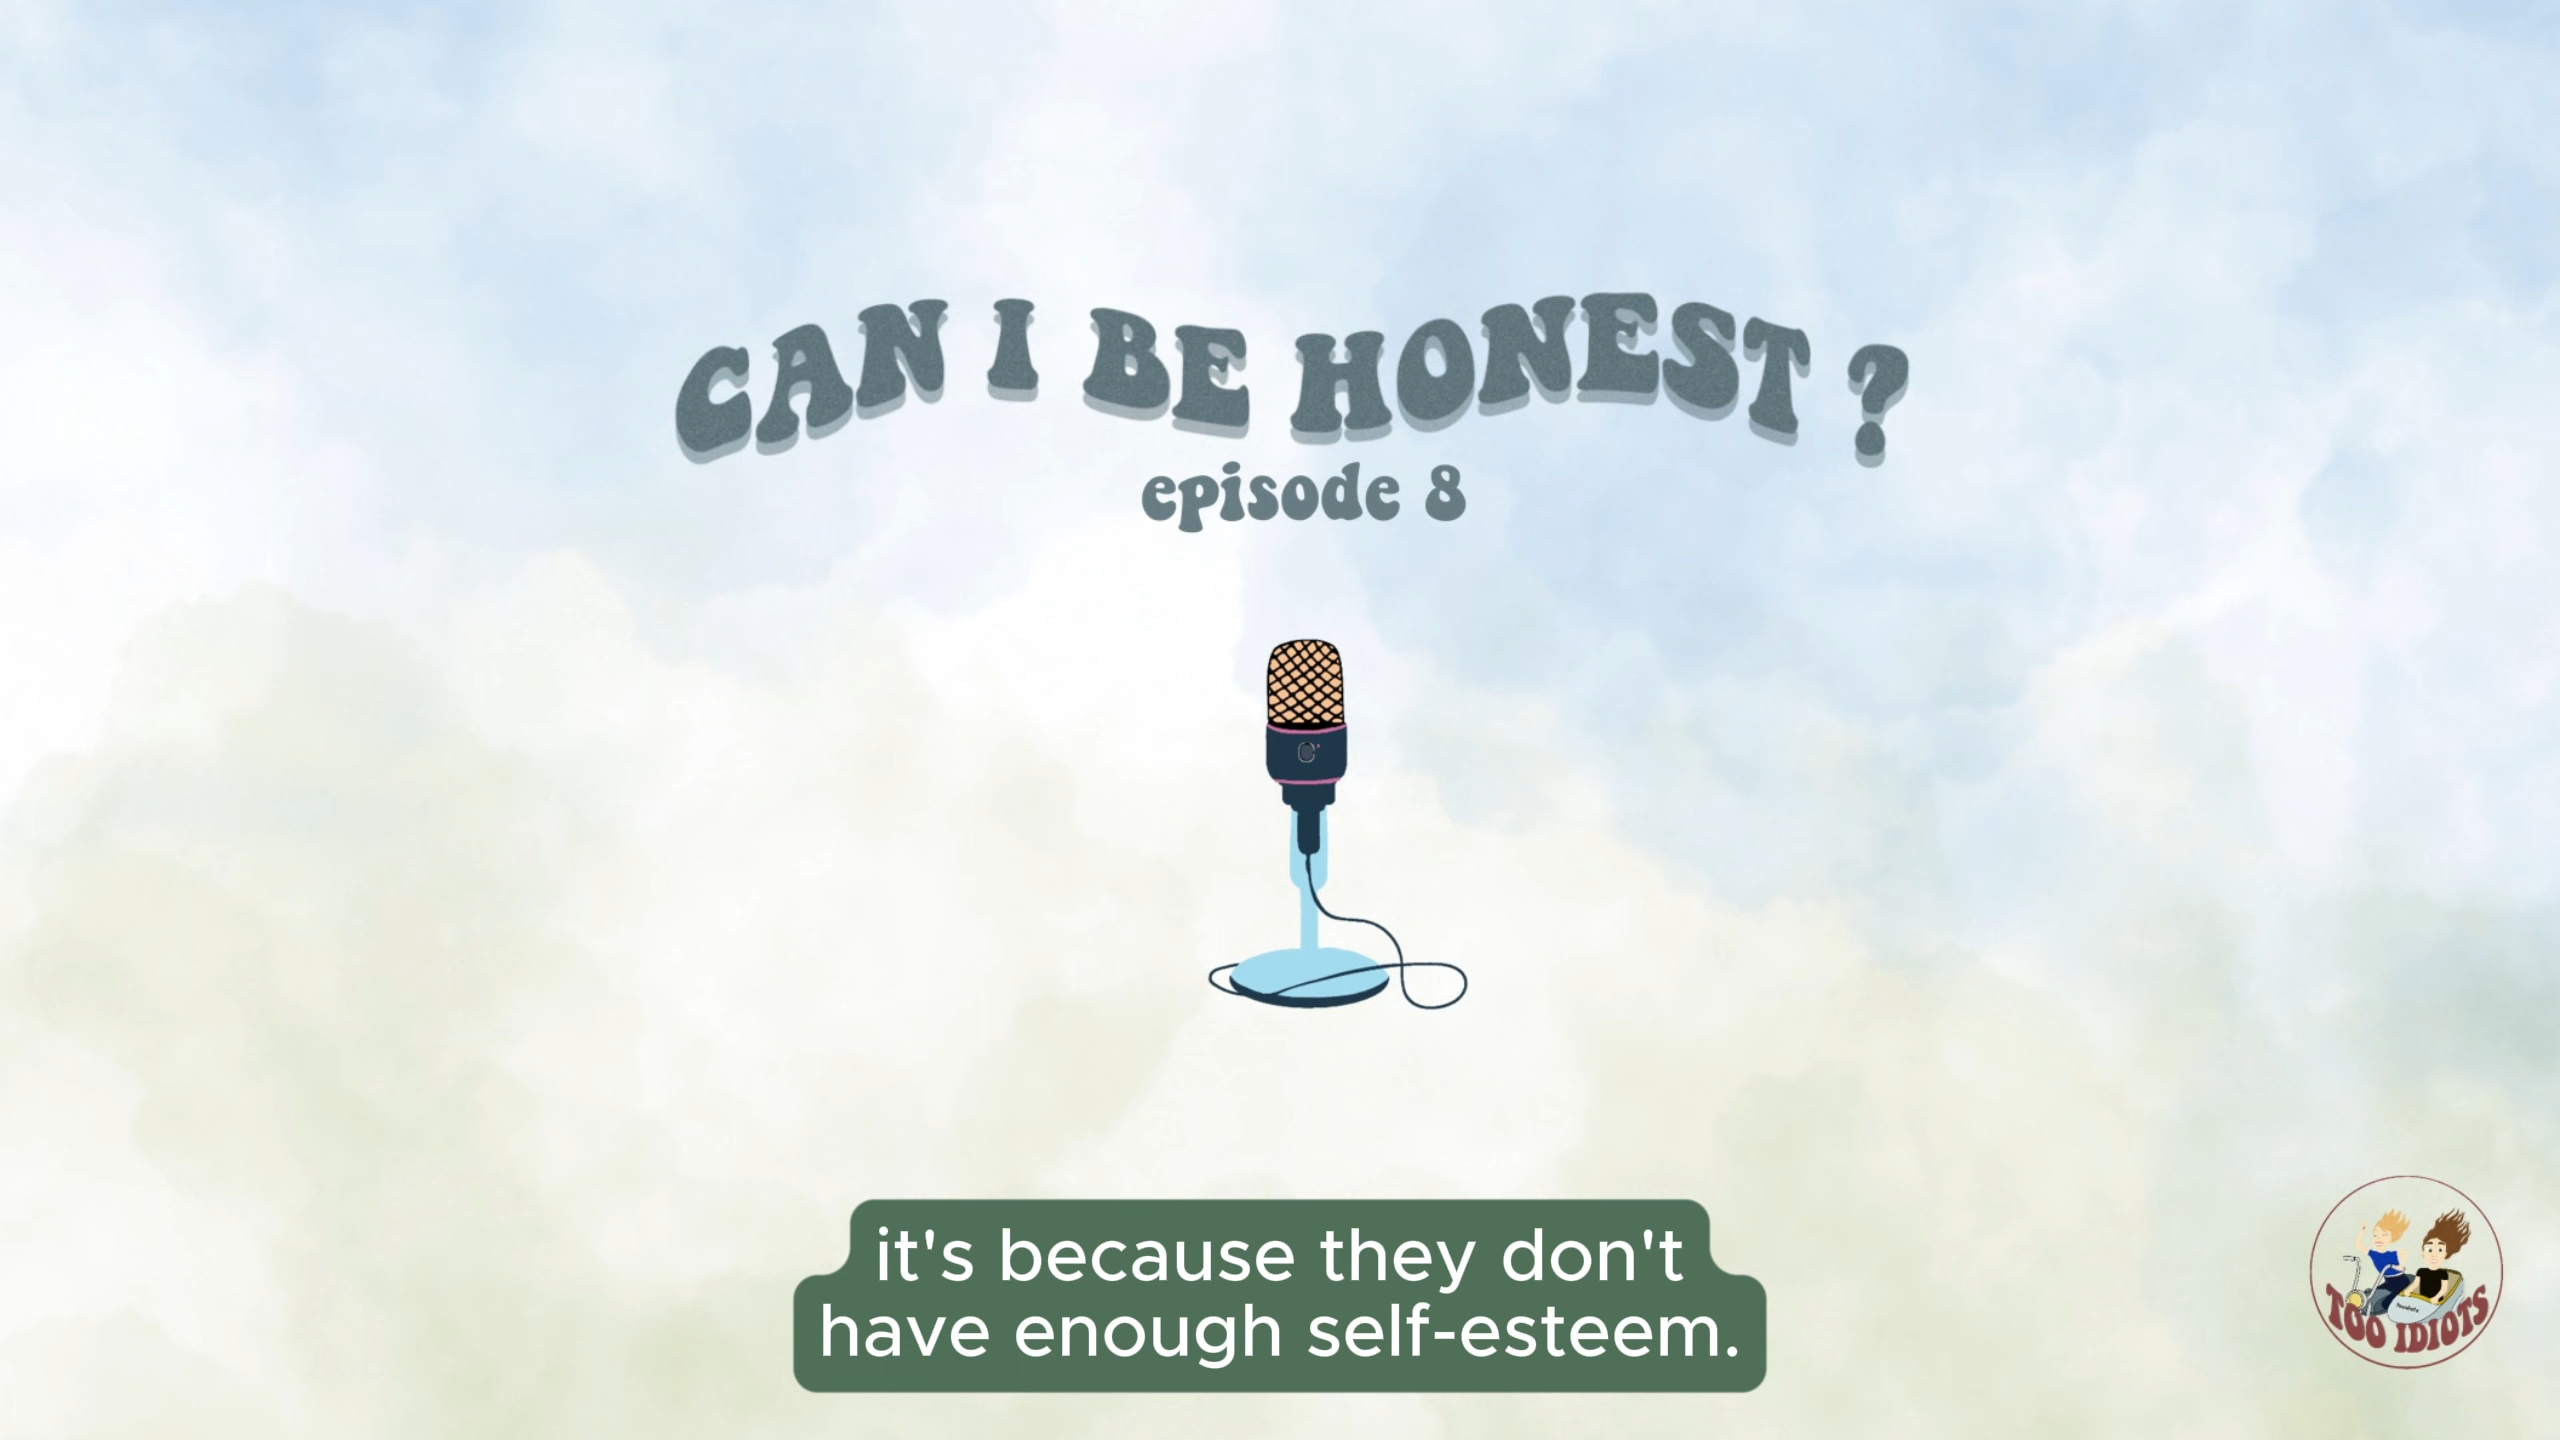 CAN I BE HONEST ?
episode 8
it's because they don't
have enough self-esteem.
TOO IDIOTS